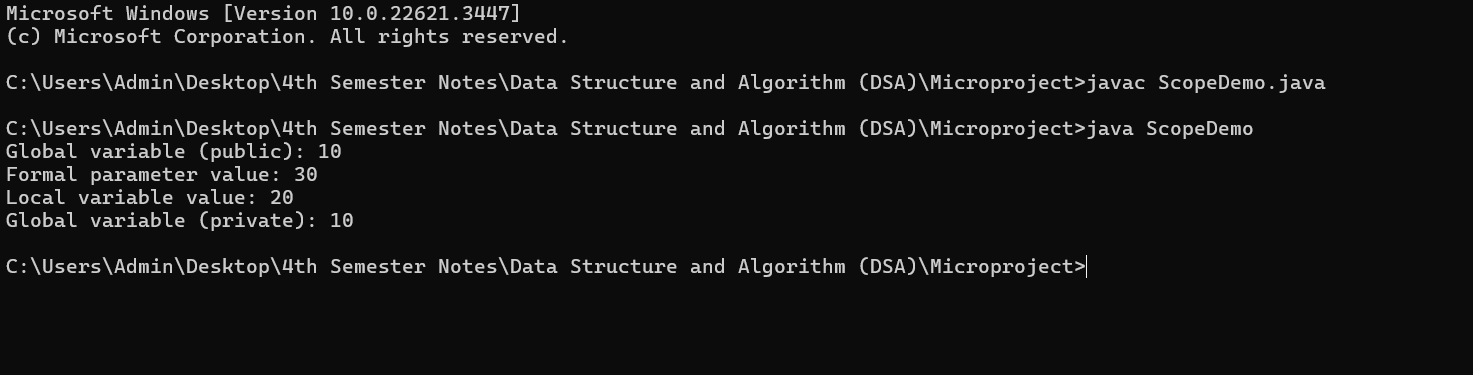 Microsoft Windows [Version 10.0.22621.3447]
(c) Microsoft Corporation. All rights reserved.
C:\Users\Admin\Desktop\4th Semester Notes\Data Structure and Algorithm (DSA)\Microproject>javac ScopeDemo.java
C:\Users\Admin\Desktop\4th Semester Notes\Data Structure and Algorithm (DSA)\Microproject>java ScopeDemo
Global variable (public): 10
Formal parameter value: 30
Local variable value: 20
Global variable (private): 10
C:\Users\Admin\Desktop\4th Semester Notes\Data Structure and Algorithm (DSA)\Microproject>